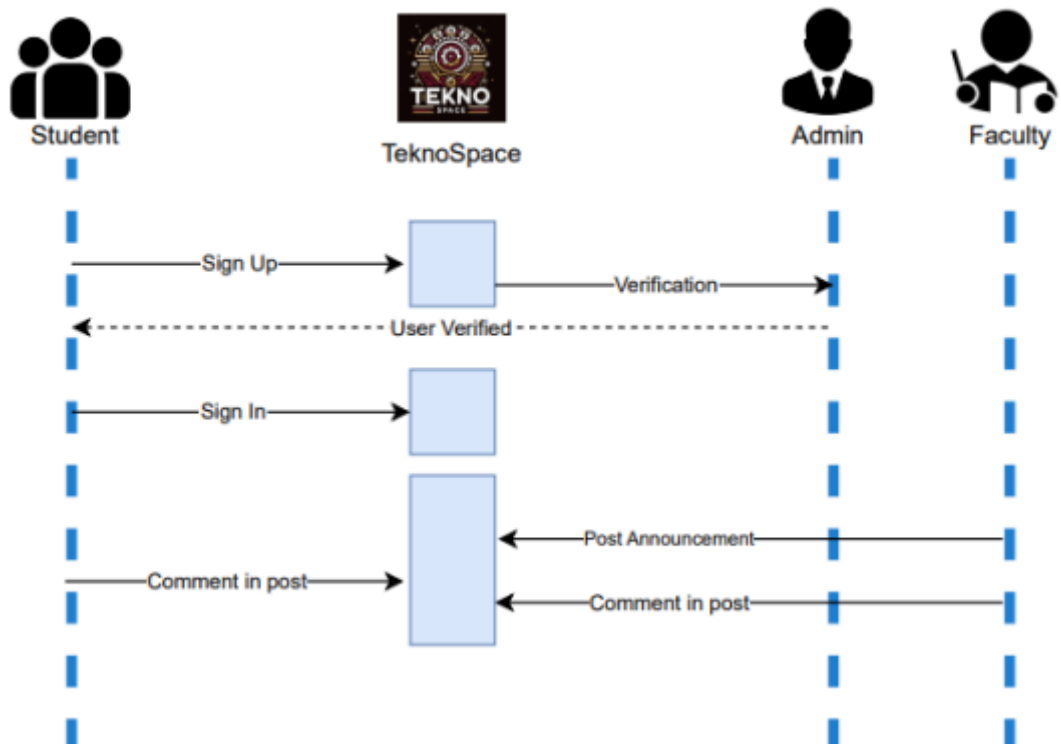 TEKNO
SPACE
Student
TeknoSpace
Admin
Faculty
Sign Up
Verification
User Verified
Sign In
Post Announcement
Comment in post
Comment in post